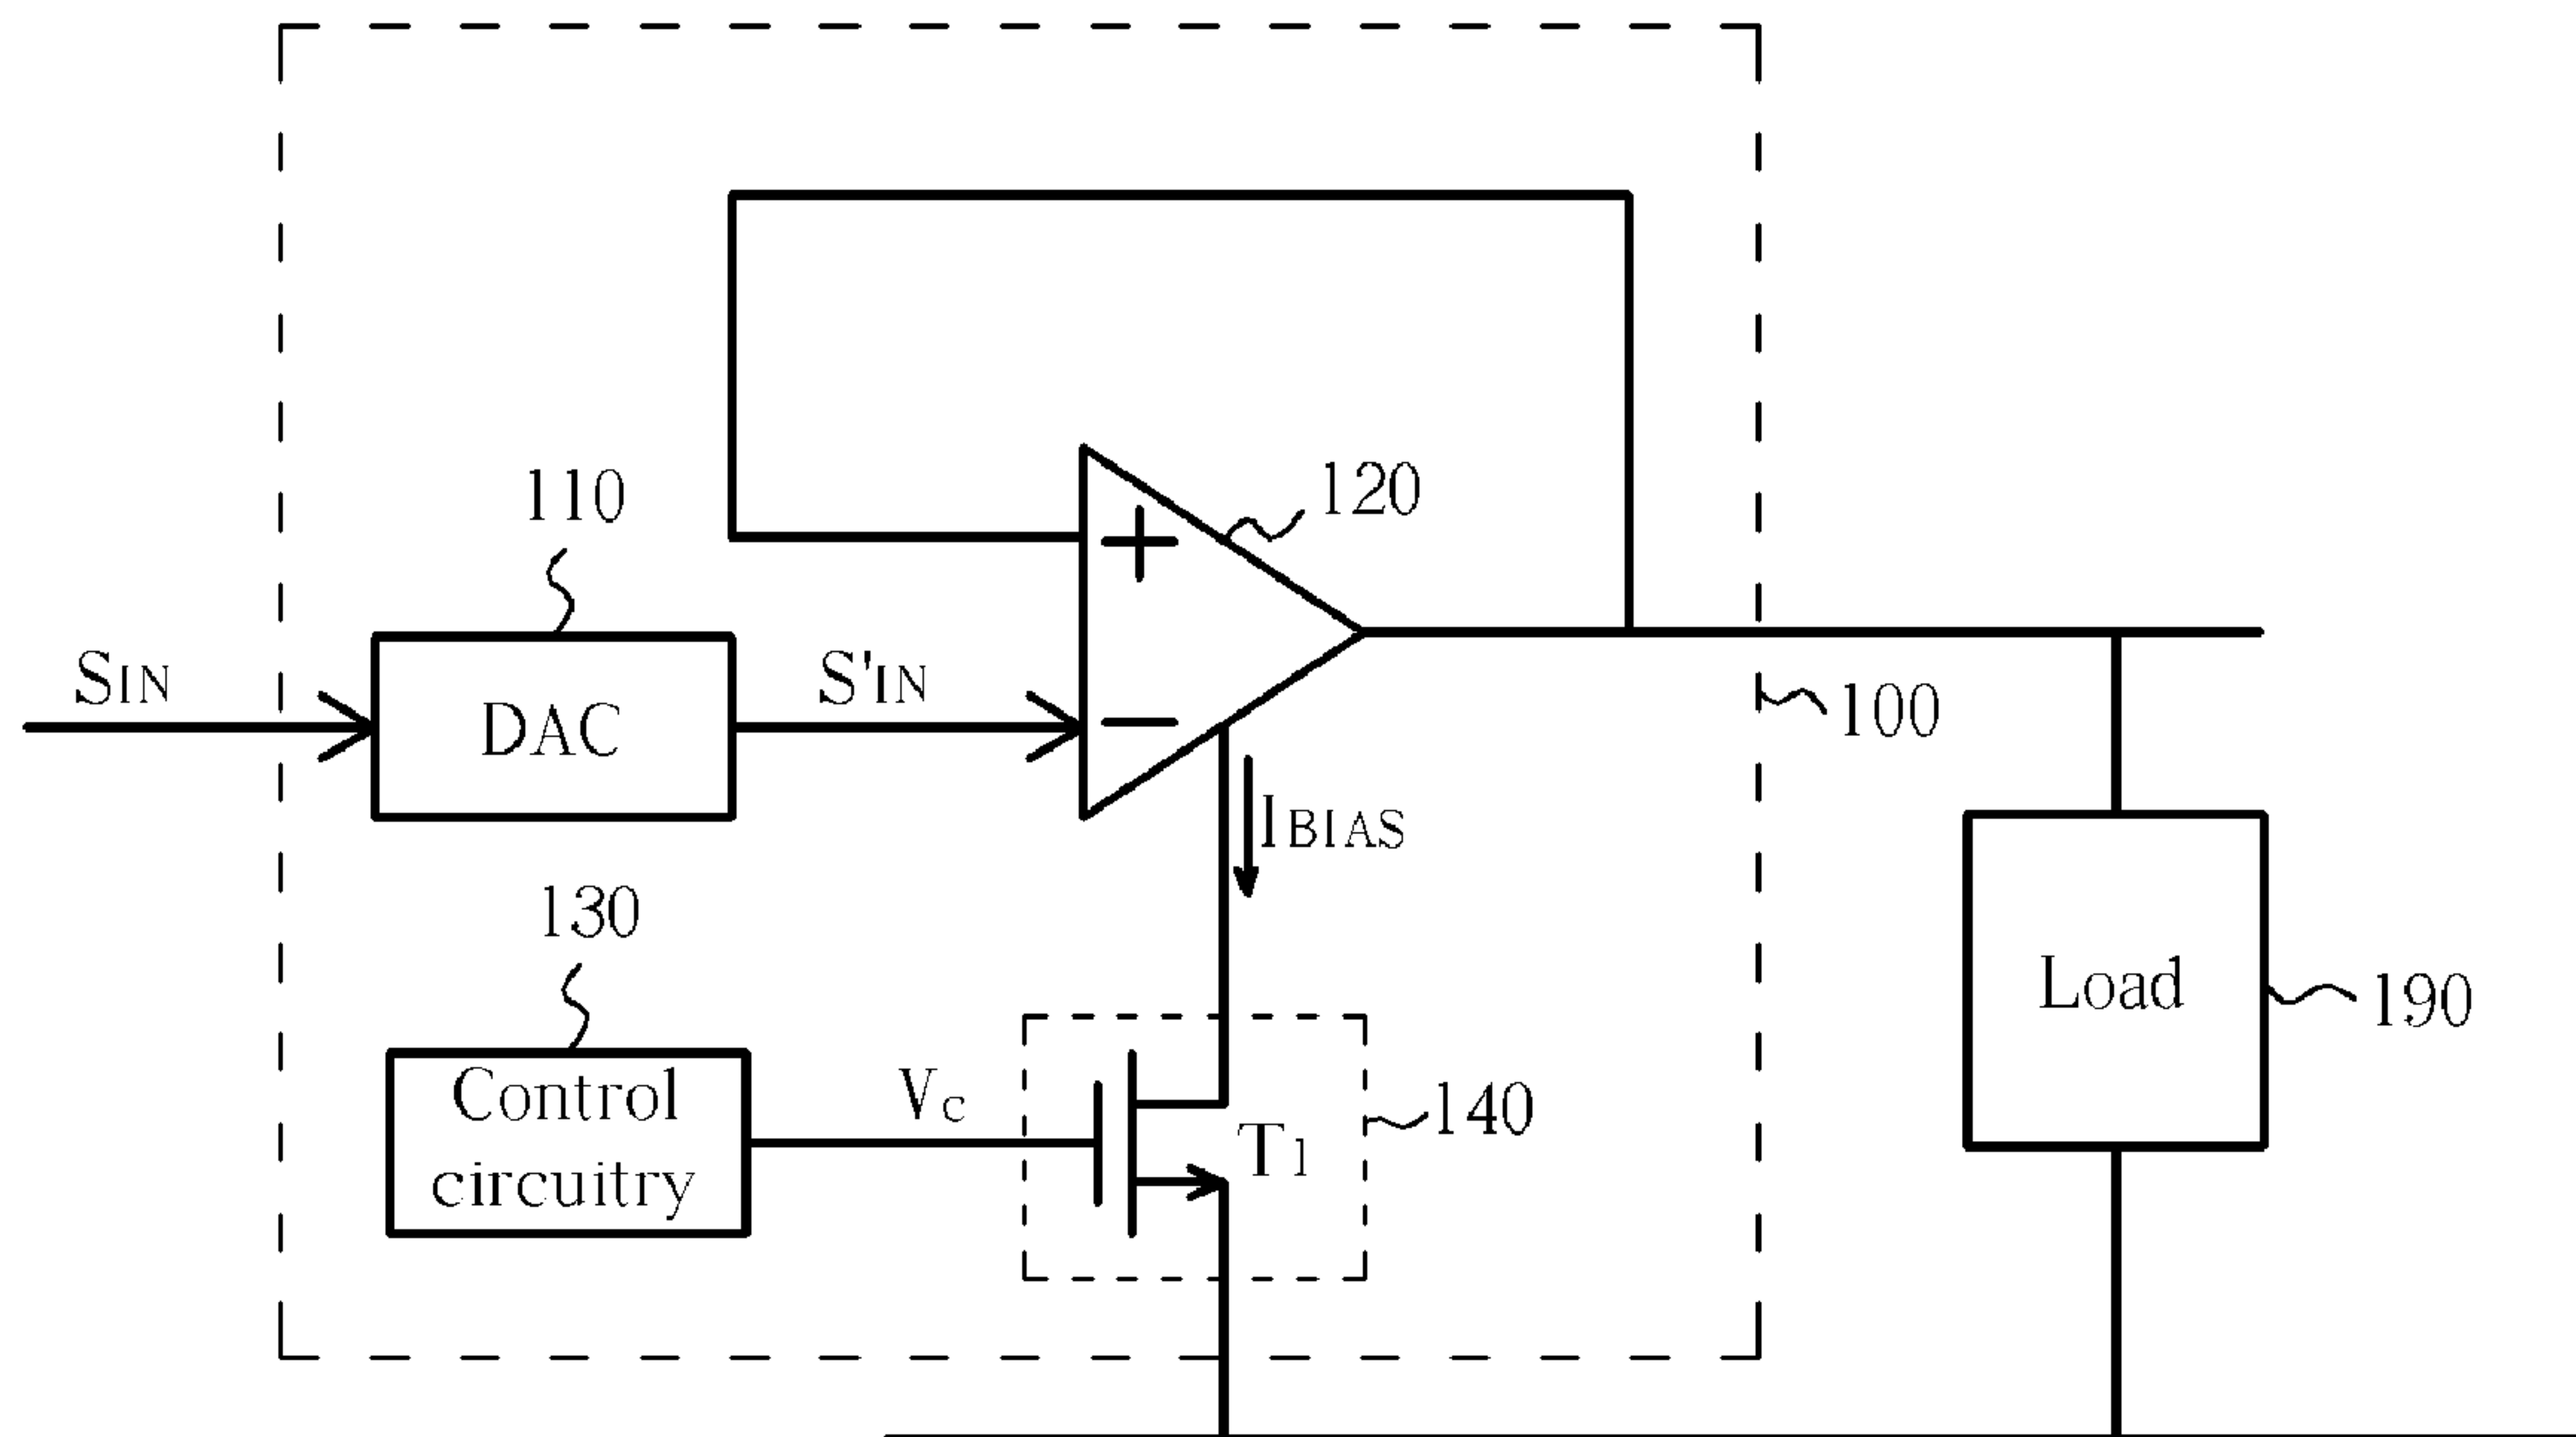 110
120
SIN
DAC
S'IN
100
IBIAS
130
Control
circuitry
Vc
T1
140
Load
190